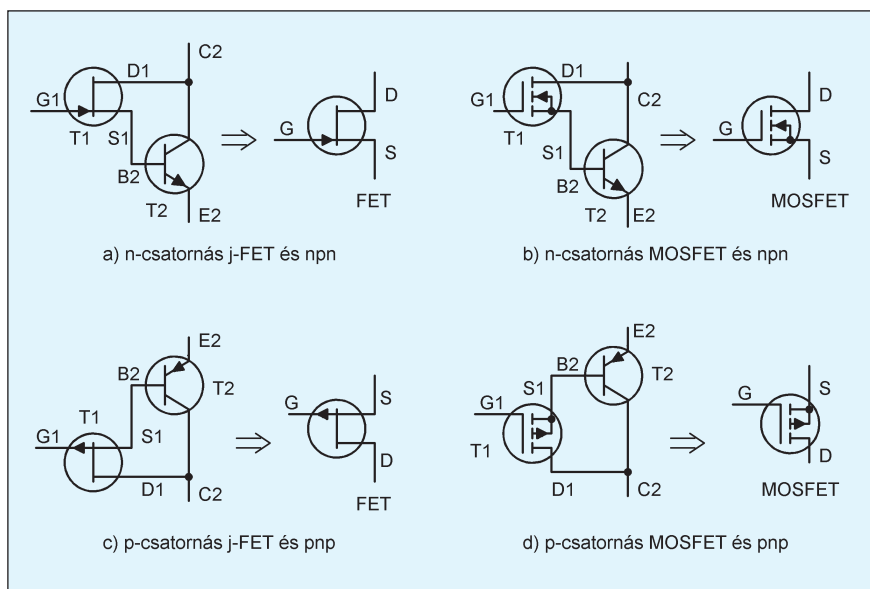 C2
D1
G1
T1
S1
B2
T2
E2
G
D
S
FET
a) n-csatornás j-FET és npn
D1
G1
C2
T1
S1
B2
T2
E2
G
D
S
MOSFET
b) n-csatornás MOSFET és npn
E2
B2
T2
T1
G1
S1
D1
C2
G
S
D
FET
c) p-csatornás j-FET és pnp
E2
B2
T2
S1
G1
T1
D1
C2
S
G
D
MOSFET
d) p-csatornás MOSFET és pnp